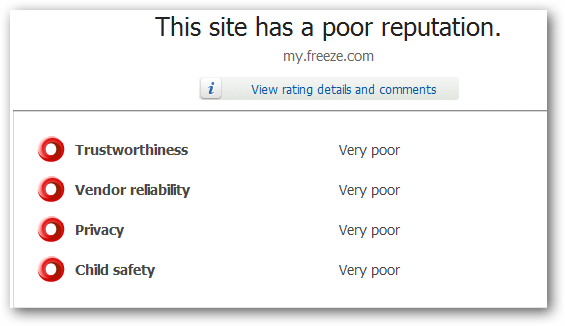 This site has a poor reputation.
my.freeze.com
i View rating details and comments
Trustworthiness Very poor
Vendor reliability Very poor
Privacy Very poor
Child safety Very poor